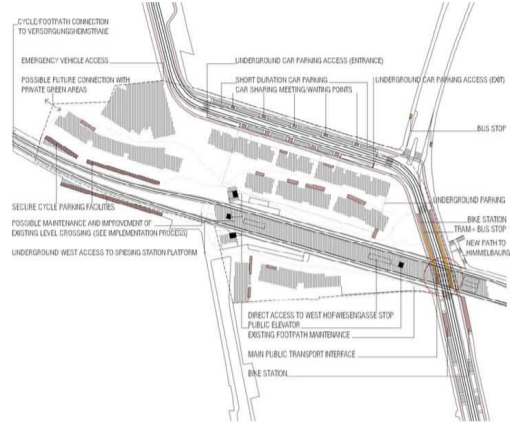 CYCLE/FOOTPATH CONNECTION
TO VERSORGUNGSHEIMSTRAßE
EMERGENCY VEHICLE ACCESS
UNDERGROUND CAR PARKING ACCESS (ENTRANCE)
POSSIBLE FUTURE CONNECTION WITH
PRIVATE GREEN AREAS
SHORT DURATION CAR PARKING
CAR SHARING MEETING/WAITING POINTS
UNDERGROUND CAR PARKING ACCESS (EXIT)
BUS STOP
UNDERGROUND PARKING
SECURE CYCLE PARKING FACILITIES
POSSIBLE MAINTENANCE AND IMPROVEMENT OF
EXISTING LEVEL CROSSING (SEE IMPLEMENTATION PROCESS)
BIKE STATION
TRAM+ BUS STOP
NEW PATH TO
HIMMELBAURG
UNDERGROUND WEST ACCESS TO SPIESING STATION PLATFORM
DIRECT ACCESS TO WEST HOFWIESENGASSE STOP
PUBLIC ELEVATOR
EXISTING FOOTPATH MAINTENANCE
MAIN PUBLIC TRANSPORT INTERFACE
BIKE STATION